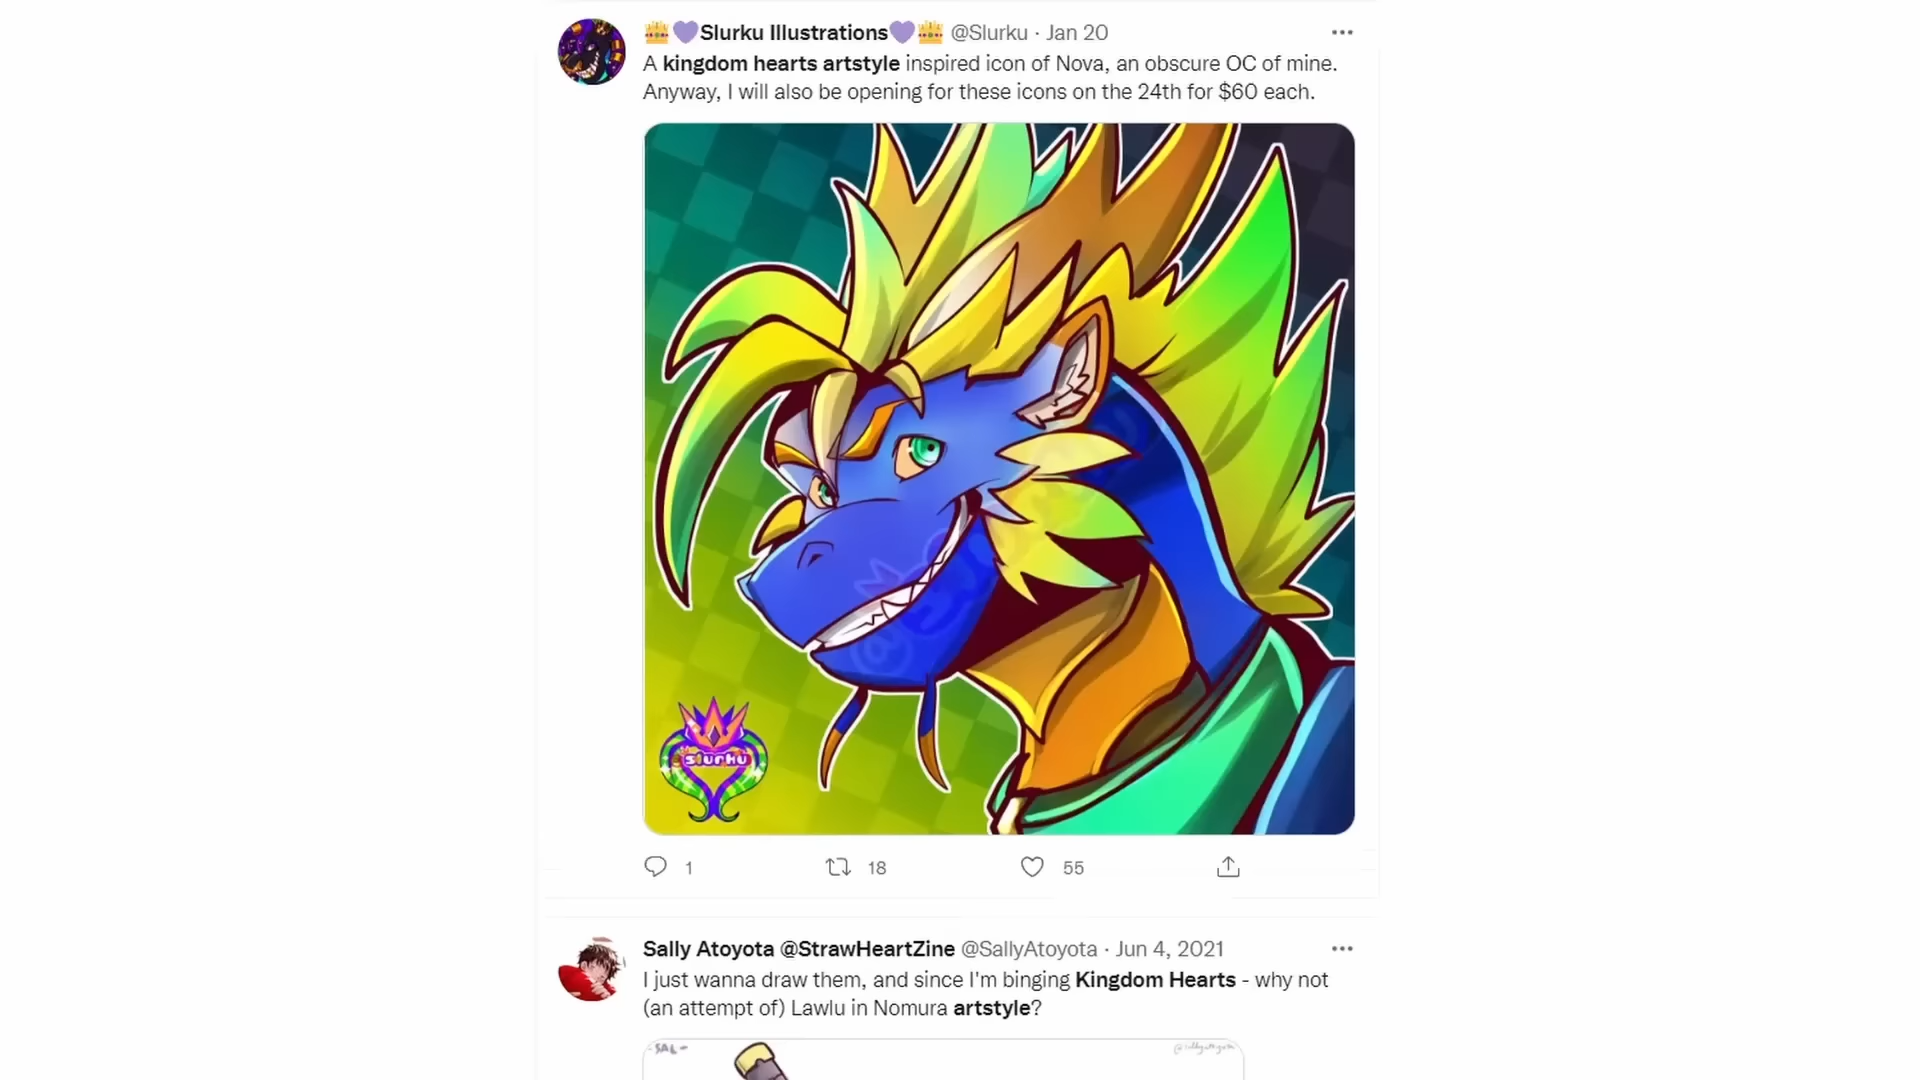 👑💜Slurku Illustrations💜👑 @Slurku · Jan 20
A kingdom hearts artstyle inspired icon of Nova, an obscure OC of mine.
Anyway, I will also be opening for these icons on the 24th for $60 each.
slurku
1 18 55
Sally Atoyota @StrawHeartZine @SallyAtoyota · Jun 4, 2021
I just wanna draw them, and since I'm binging Kingdom Hearts - why not
(an attempt of) Lawlu in Nomura artstyle?
-SAL-